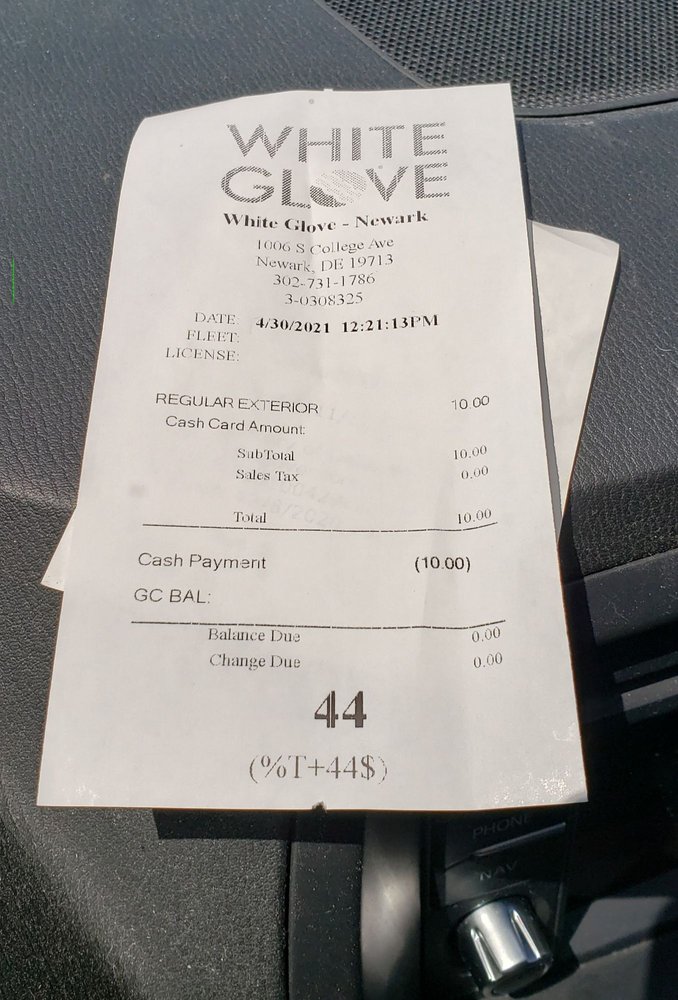 WHITE
GLOVE
White Glove - Newark
1006 S College Ave
Newark, DE 19713
302-731-1786
3-0308325
DATE: 4/30/2021 12:21:13PM
FLEET:
LICENSE:
REGULAR EXTERIOR 10.00
Cash Card Amount:
SubTotal 10.00
Sales Tax 0.00
Total 10.00
Cash Payment (10.00)
GC BAL:
Balance Due 0.00
Change Due 0.00
44
(%T+44$)
PHONE
NAV